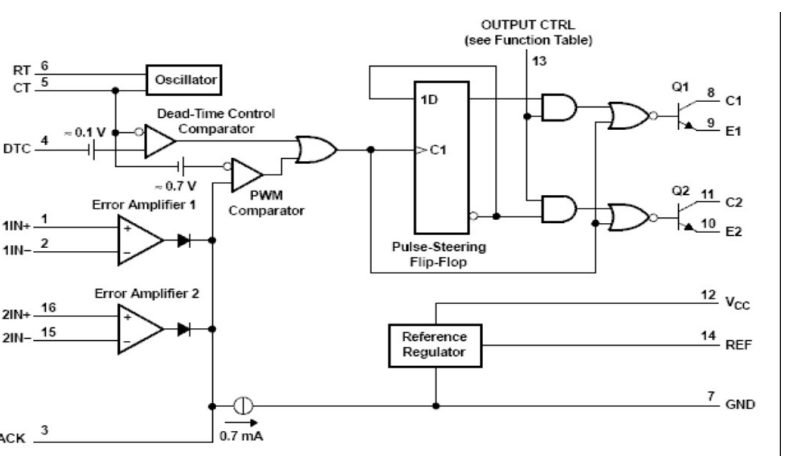 OUTPUT CTRL
(see Function Table)
13
RT 6
CT 5
Oscillator
Dead-Time Control
Comparator
≈ 0.1 V
DTC 4
≈ 0.7 V
PWM
Comparator
1D
C1
Pulse-Steering
Flip-Flop
Q1
8 C1
9 E1
Q2
11 C2
10 E2
Error Amplifier 1
1IN+ 1
1IN− 2
+
−
Error Amplifier 2
2IN+ 16
2IN− 15
+
−
12 VCC
Reference
Regulator
14 REF
7 GND
0.7 mA
ACK 3